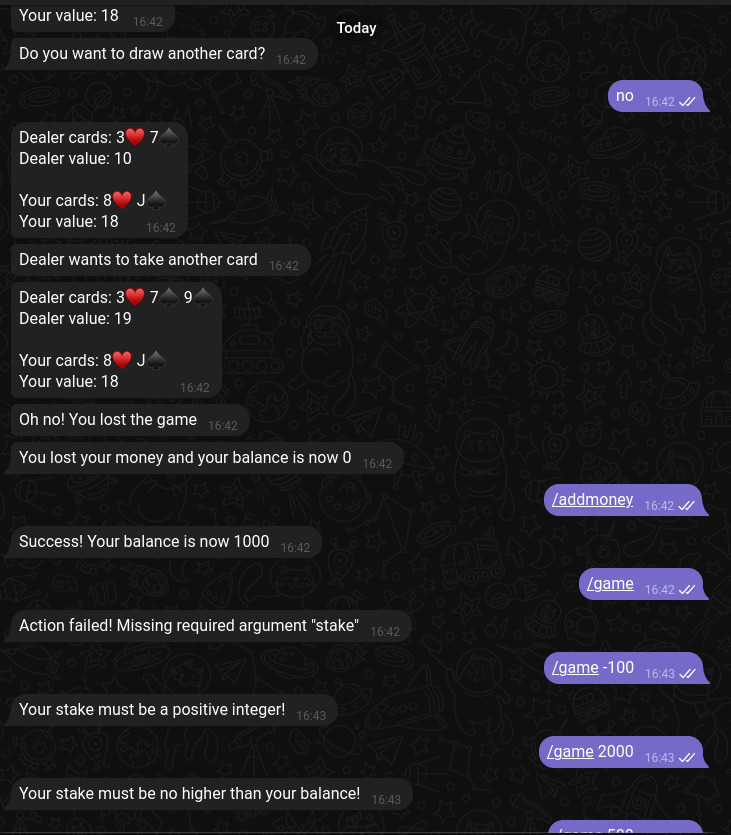 Your value: 18 16:42
Today
Do you want to draw another card? 16:42
no 16:42
Dealer cards: 3♥️ 7♠️
Dealer value: 10
Your cards: 8♥️ J♠️
Your value: 18 16:42
Dealer wants to take another card 16:42
Dealer cards: 3♥️ 7♠️ 9♠️
Dealer value: 19
Your cards: 8♥️ J♠️
Your value: 18 16:42
Oh no! You lost the game 16:42
You lost your money and your balance is now 0 16:42
/addmoney 16:42
Success! Your balance is now 1000 16:42
/game 16:42
Action failed! Missing required argument "stake" 16:42
/game -100 16:43
Your stake must be a positive integer! 16:43
/game 2000 16:43
Your stake must be no higher than your balance! 16:43
/game 500